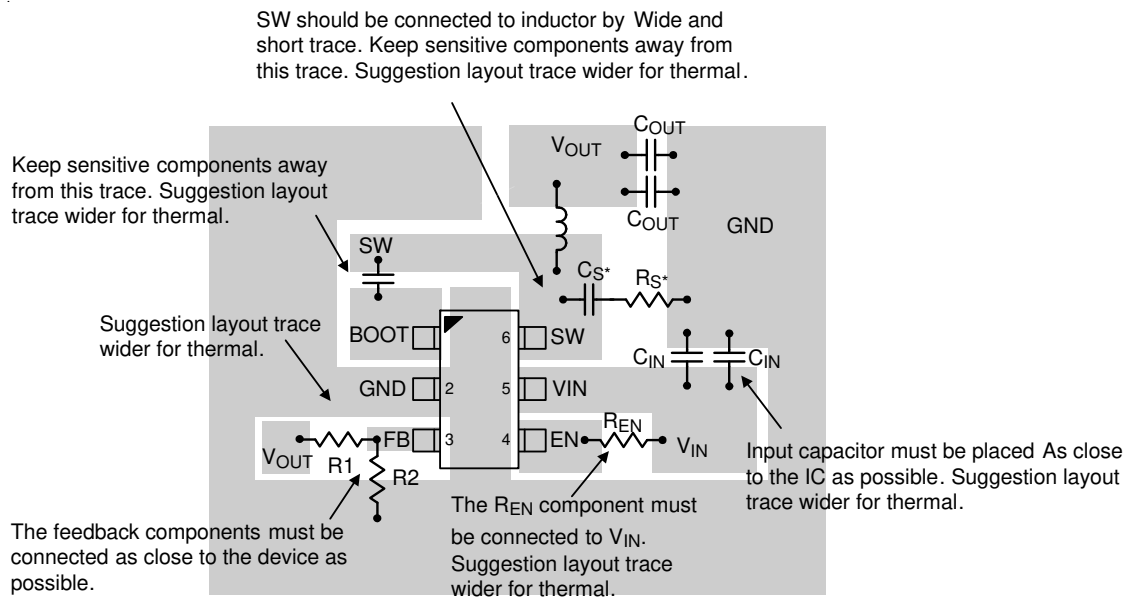 SW should be connected to inductor by Wide and
short trace. Keep sensitive components away from
this trace. Suggestion layout trace wider for thermal.
Keep sensitive components away
from this trace. Suggestion layout
trace wider for thermal.
COUT
VOUT
COUT
GND
SW
CS*
RS*
Suggestion layout trace
wider for thermal.
BOOT
6
SW
CIN
CIN
GND
2
5
VIN
FB
3
4
EN
REN
VIN
VOUT
R1
R2
Input capacitor must be placed As close
to the IC as possible. Suggestion layout
trace wider for thermal.
The feedback components must be
connected as close to the device as
possible.
The REN component must
be connected to VIN.
Suggestion layout trace
wider for thermal.